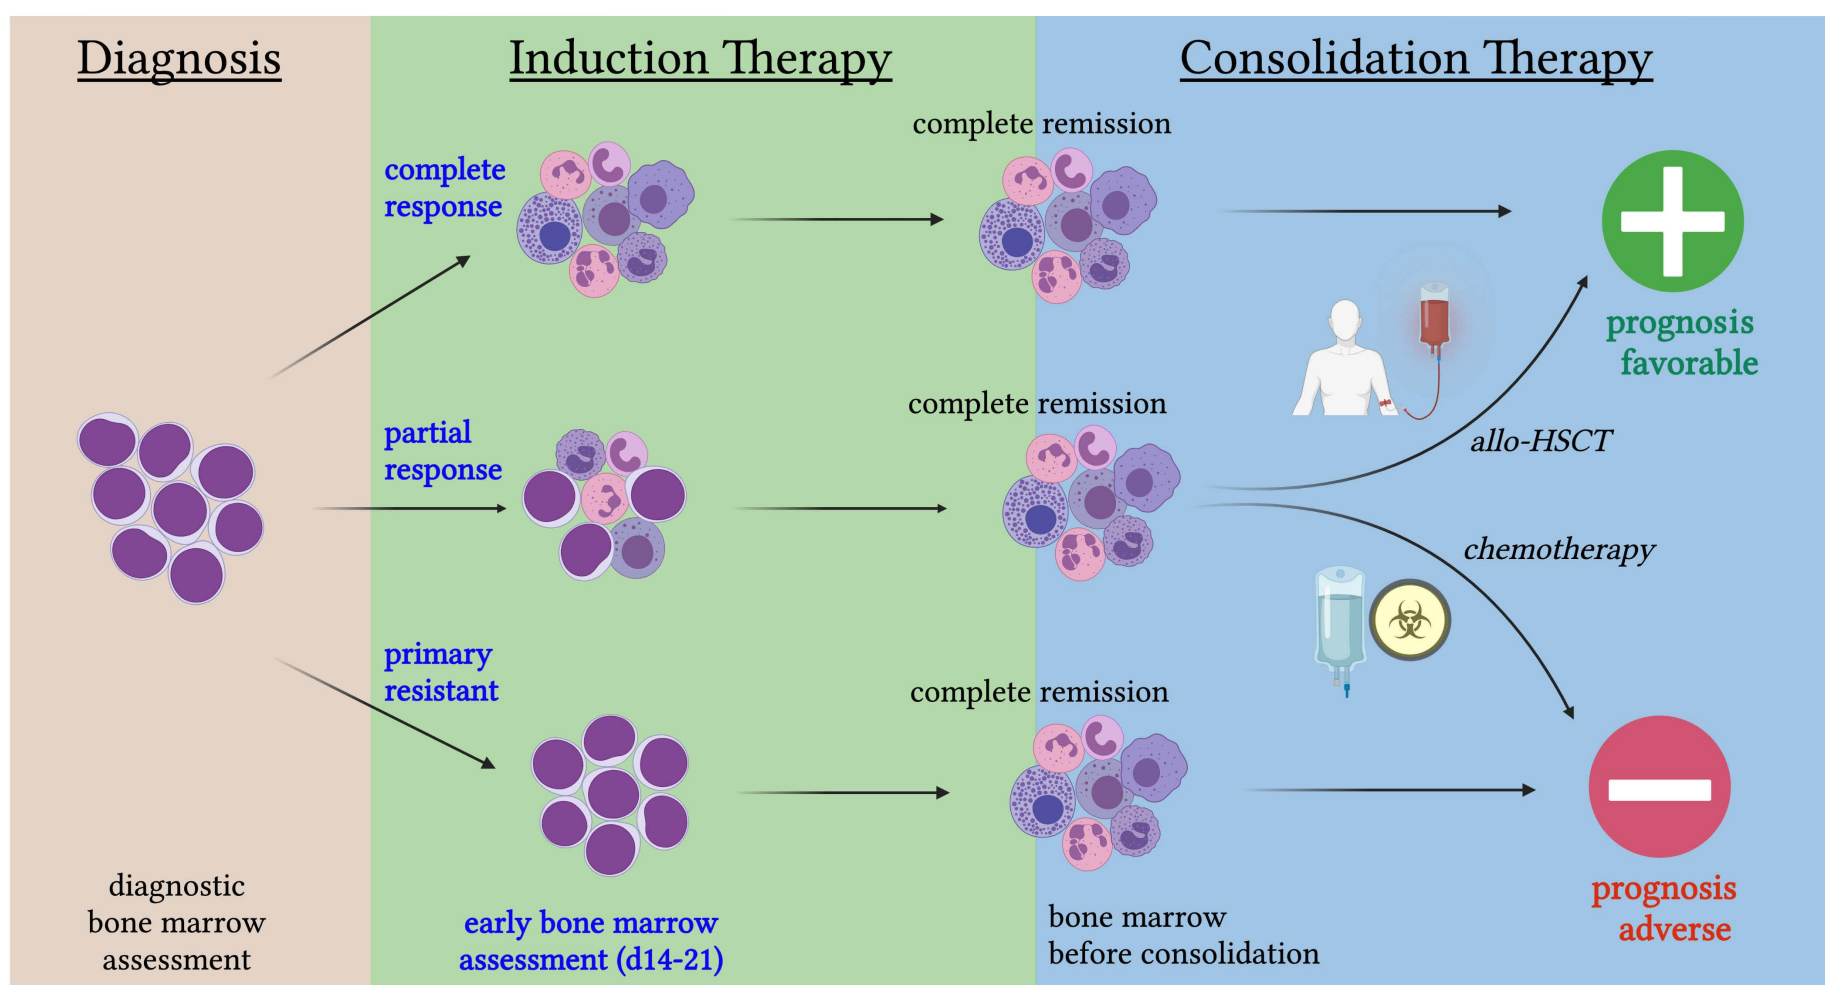 Diagnosis
Induction Therapy
Consolidation Therapy
complete remission
complete
response
prognosis
favorable
complete remission
partial
response
allo-HSCT
chemotherapy
primary
resistant
complete remission
diagnostic
bone marrow
assessment
early bone marrow
assessment (d14-21)
bone marrow
before consolidation
prognosis
adverse